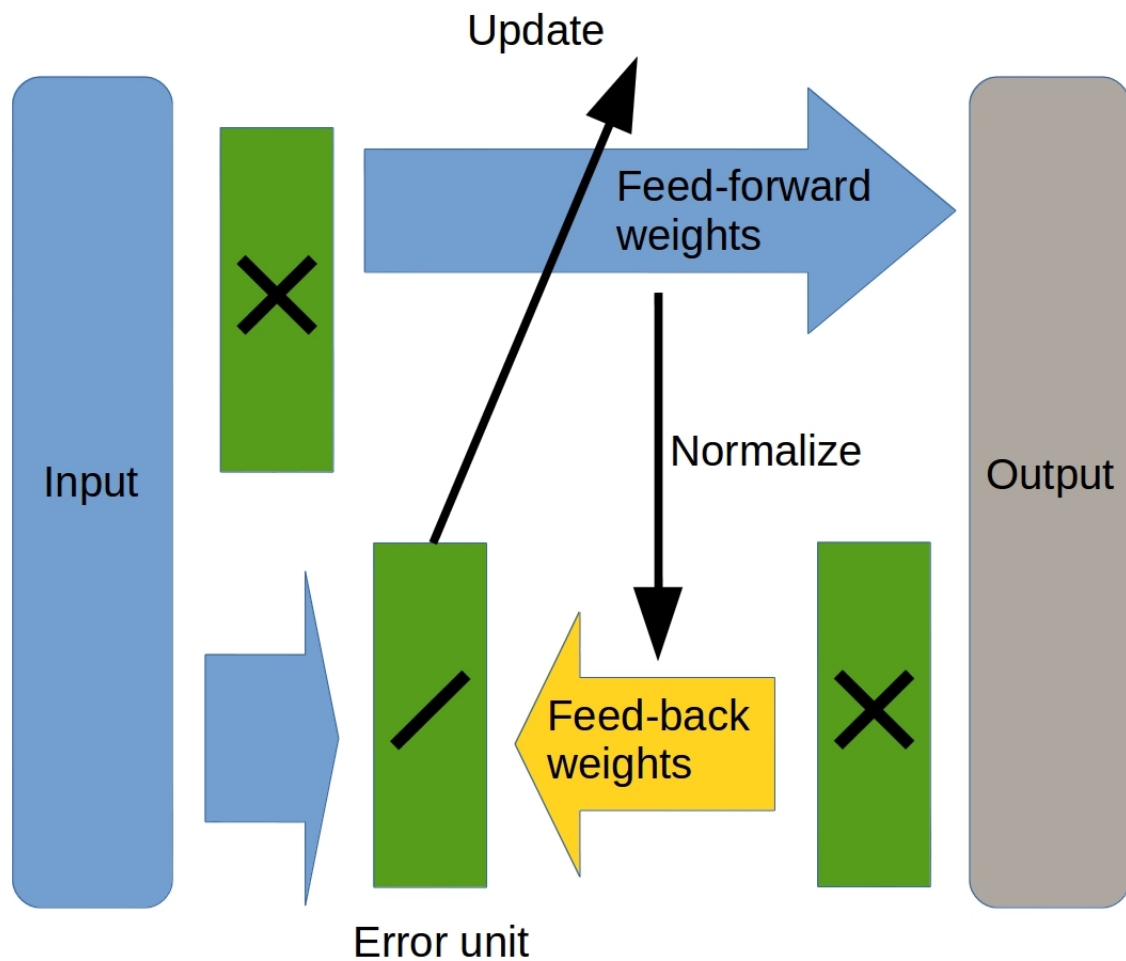 Update
Feed-forward
weights
Normalize
Input
Output
Feed-back
weights
Error unit